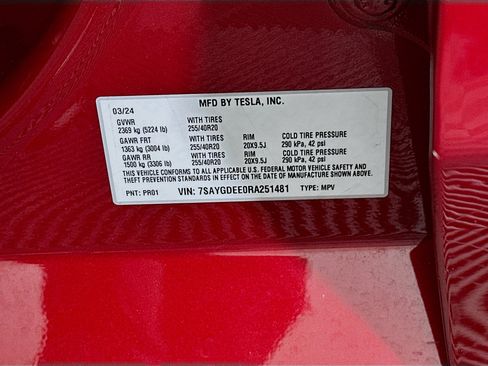 MFD BY TESLA, INC.
03/24
GVWR WITH TIRES
2369 kg (5224 lb) 255/40R20
GAWR FRT WITH TIRES RIM COLD TIRE PRESSURE
1363 kg (3004 lb) 255/40R20 20X9.5J 290 kPa, 42 psi
GAWR RR WITH TIRES RIM COLD TIRE PRESSURE
1500 kg (3306 lb) 255/40R20 20X9.5J 290 kPa, 42 psi
THIS VEHICLE CONFORMS TO ALL APPLICABLE U.S. FEDERAL MOTOR VEHICLE SAFETY AND
THEFT PREVENTION STANDARDS IN EFFECT ON THE DATE OF MANUFACTURE SHOWN ABOVE.
PAINT: PR01 VIN: 7SAYGDEE0RA251481 TYPE: MPV